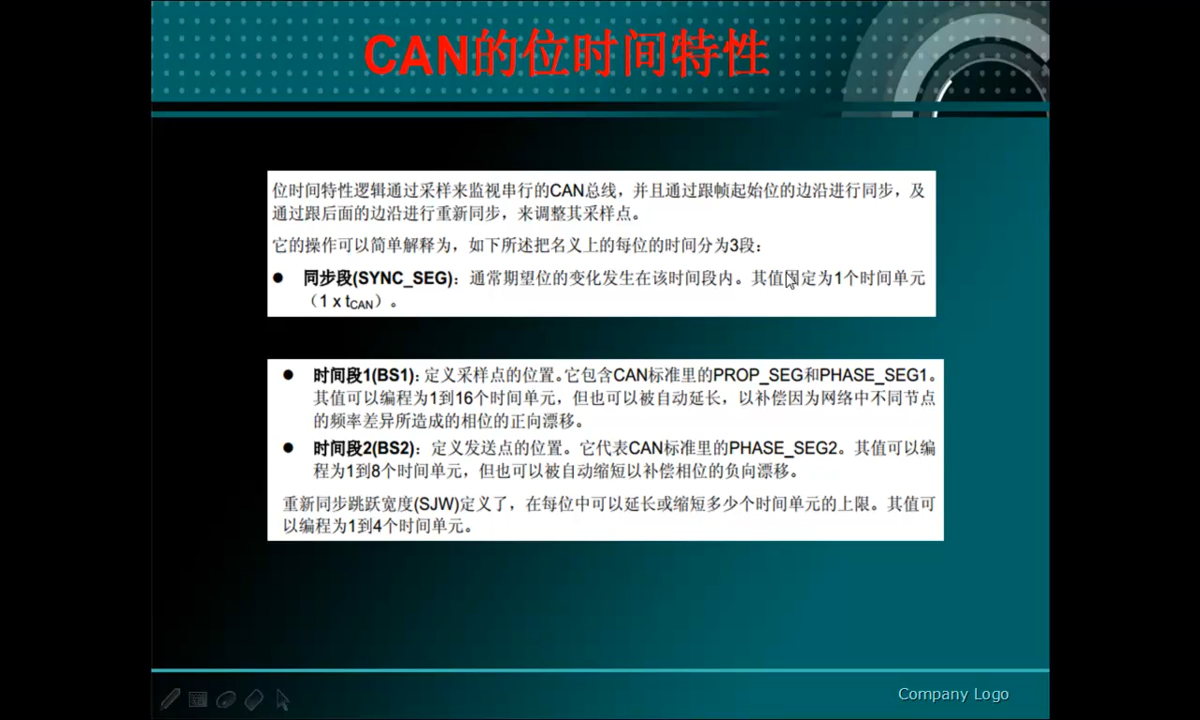 CAN的位时间特性
位时间特性逻辑通过采样来监视串行的CAN总线，并且通过跟帧起始位的边沿进行同步，及
通过跟后面的边沿进行重新同步，来调整其采样点。
它的操作可以简单解释为，如下所述把名义上的每位的时间分为3段：
● 同步段(SYNC_SEG)：通常期望位的变化发生在该时间段内。其值固定为1个时间单元
（1 x tCAN）。
● 时间段1(BS1)：定义采样点的位置。它包含CAN标准里的PROP_SEG和PHASE_SEG1。
其值可以编程为1到16个时间单元，但也可以被自动延长，以补偿因为网络中不同节点
的频率差异所造成的相位的正向漂移。
● 时间段2(BS2)：定义发送点的位置。它代表CAN标准里的PHASE_SEG2。其值可以编
程为1到8个时间单元，但也可以被自动缩短以补偿相位的负向漂移。
重新同步跳跃宽度(SJW)定义了，在每位中可以延长或缩短多少个时间单元的上限。其值可
以编程为1到4个时间单元。
Company Logo